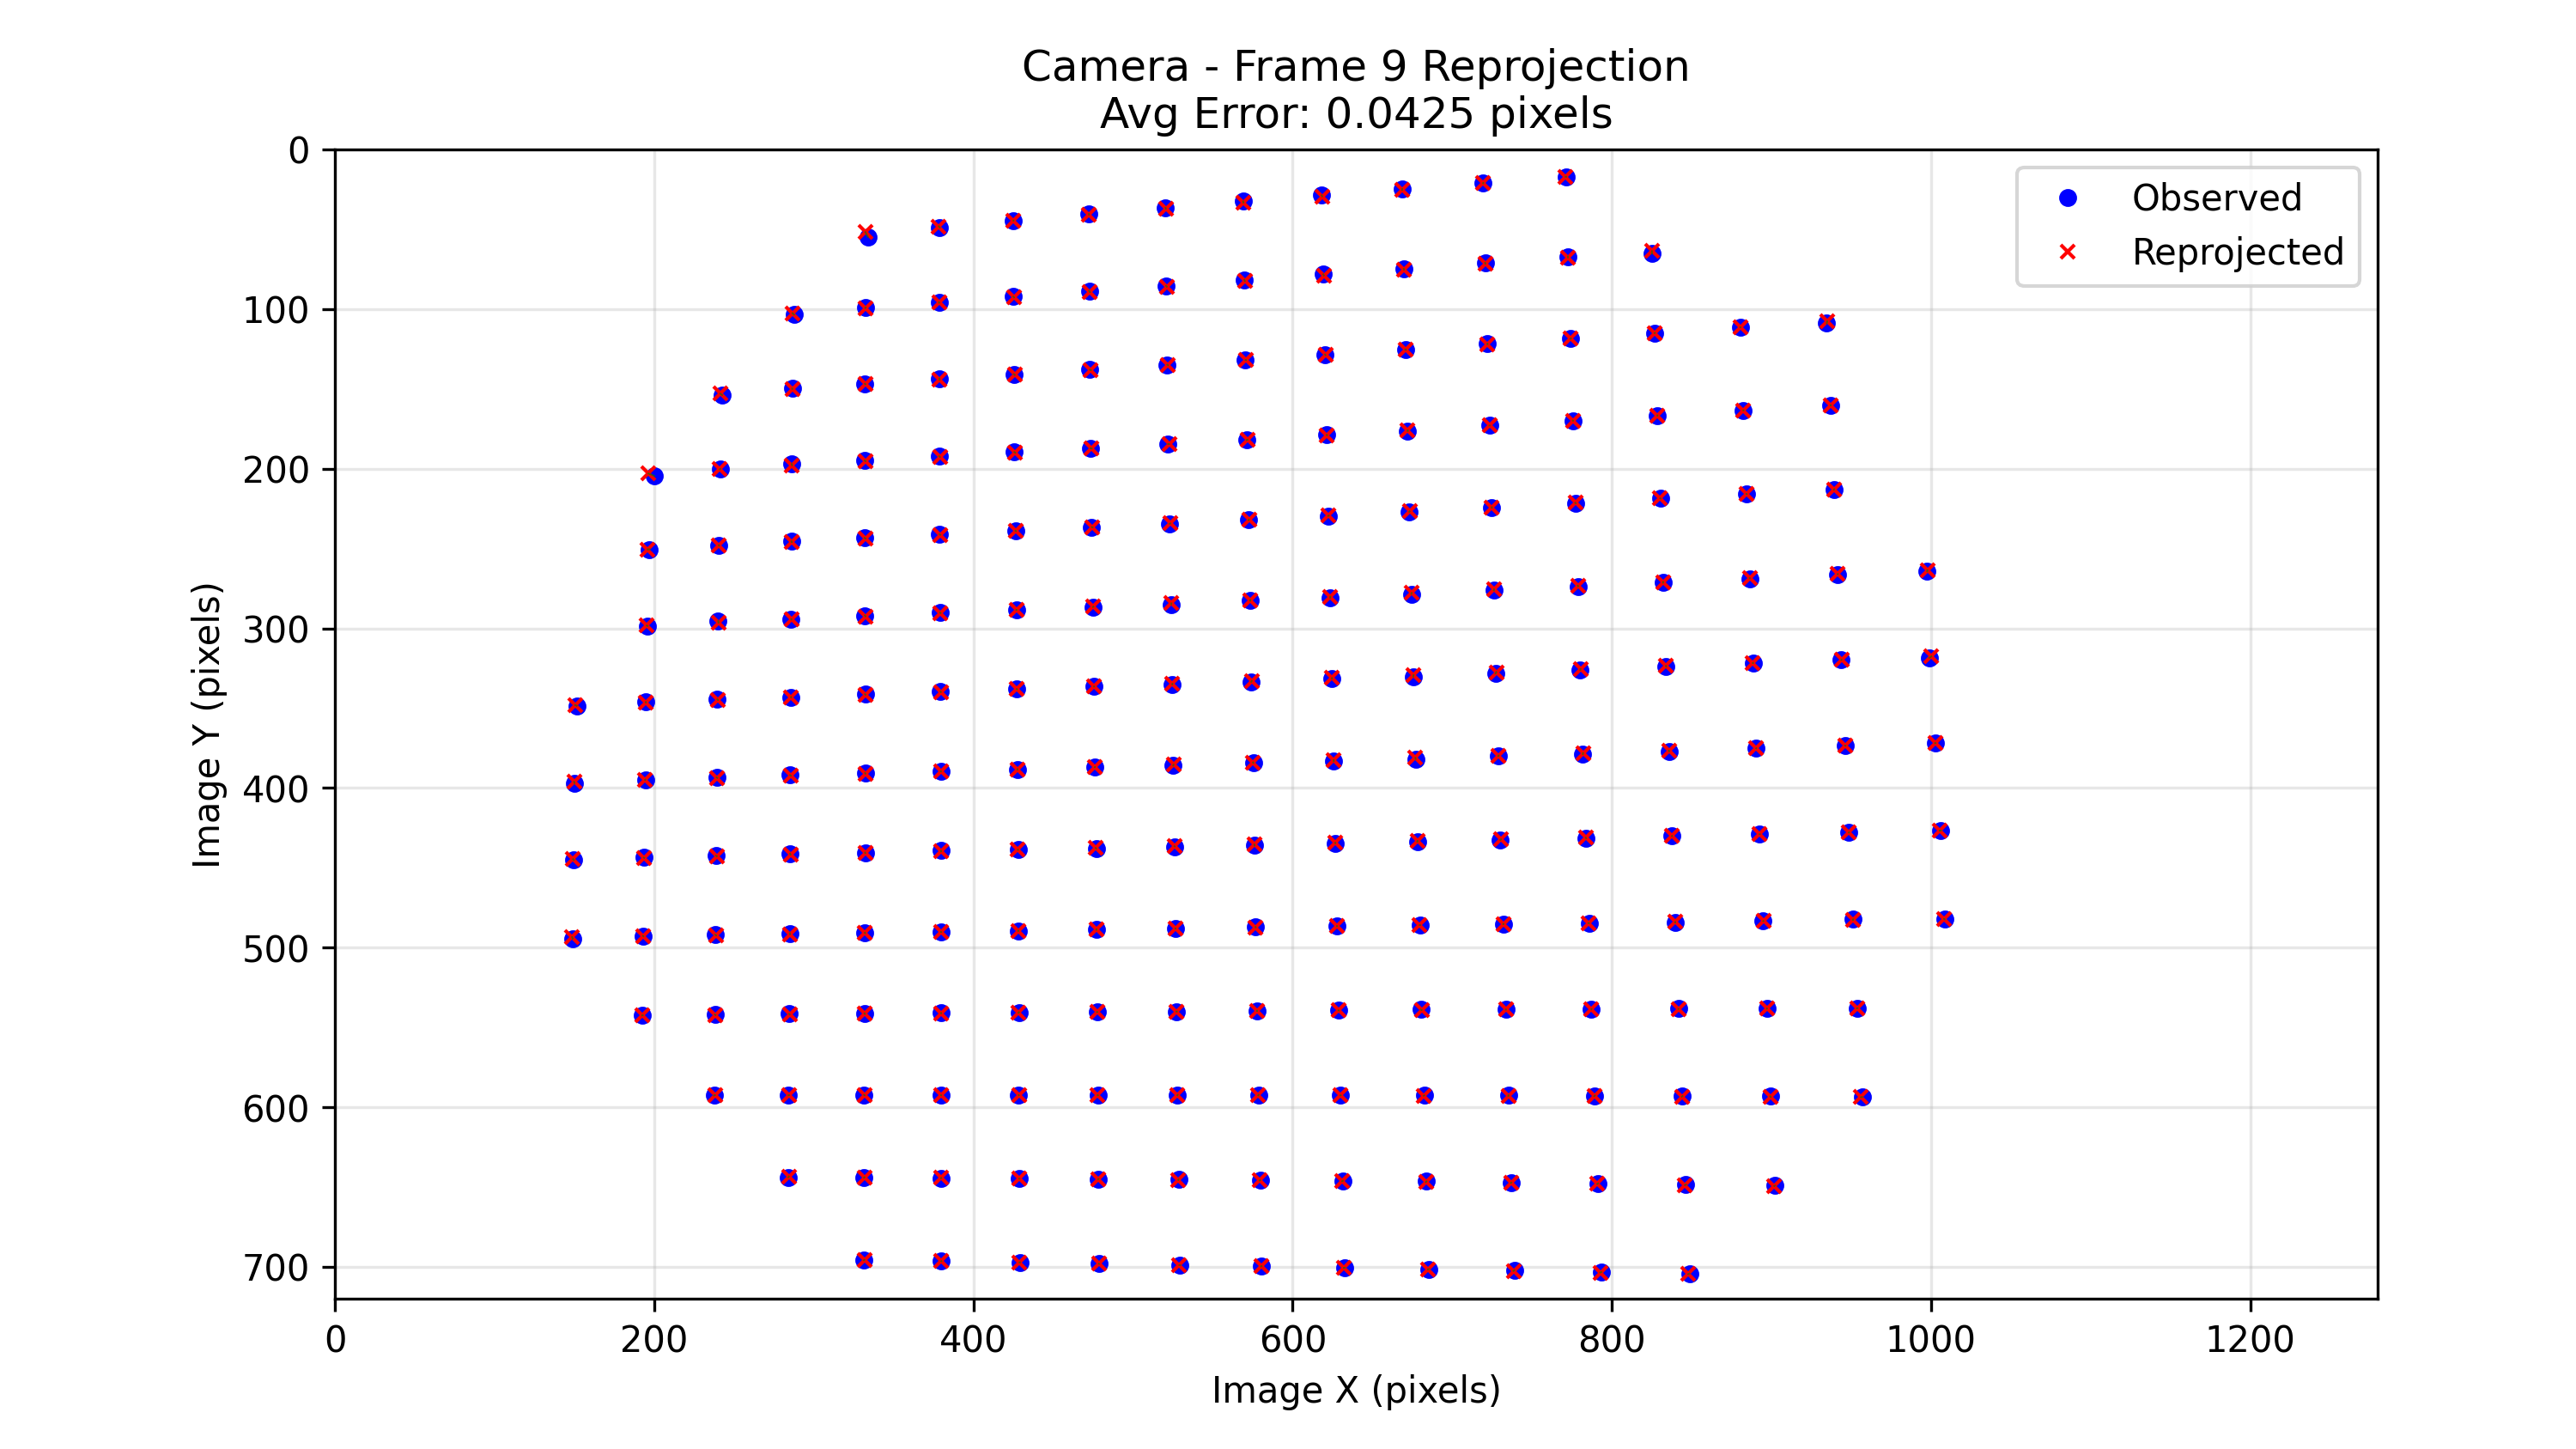 Camera - Frame 9 Reprojection
Avg Error: 0.0425 pixels
Observed
Reprojected
0
100
200
300
400
500
600
700
Image Y (pixels)
0 200 400 600 800 1000 1200
Image X (pixels)